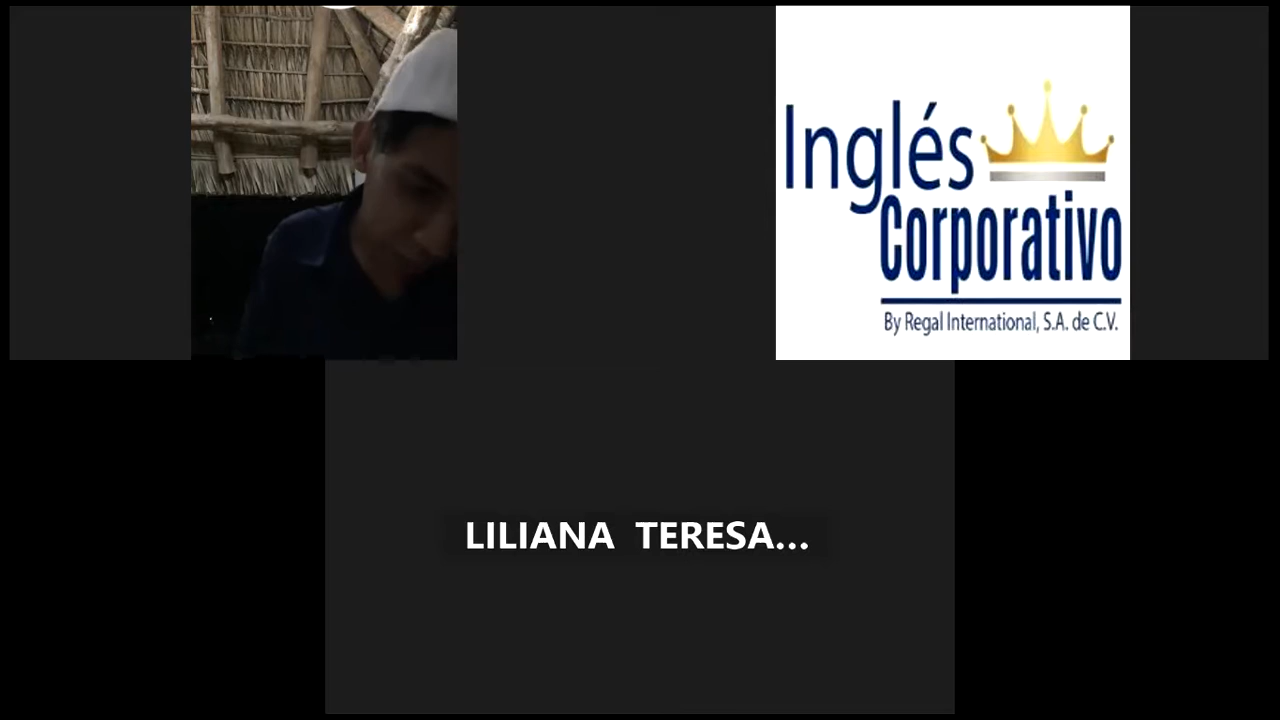 Inglés
Corporativo
By Regal International, S.A. de C.V.
LILIANA TERESA...